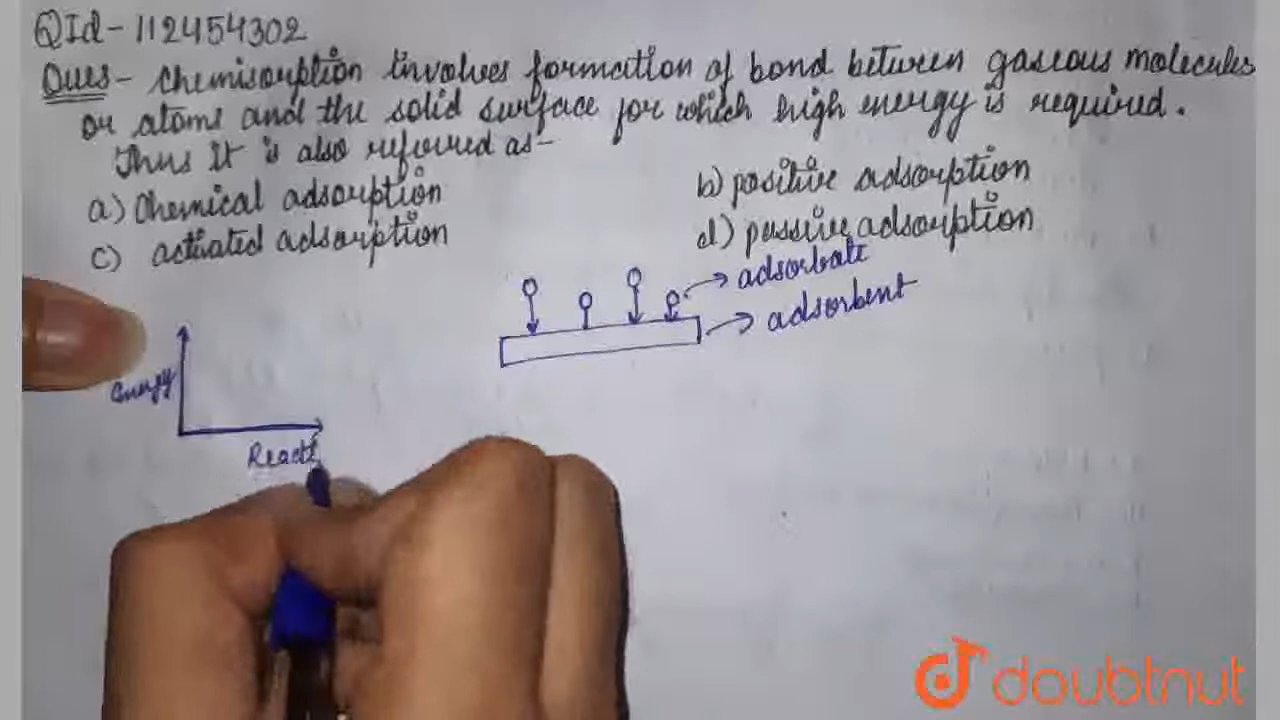 QId-112454302
Ques- Chemisorption involves formation of bond between gaseous molecules
or atoms and the solid surface for which high energy is required.
Thus it is also referred as-
a) Chemical adsorption
b) positive adsorption
c) activated adsorption
d) passive adsorption
adsorbate
adsorbent
Energy
Reacti
doubtnut